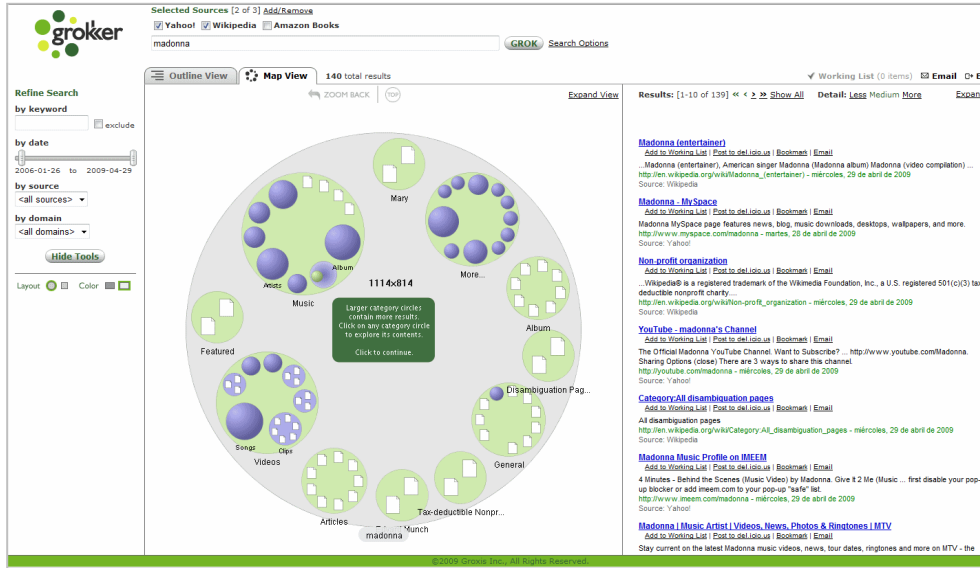 grokker
Selected Sources [2 of 3] Add/Remove
Yahoo! Wikipedia Amazon Books
madonna
GROK Search Options
Outline View Map View 140 total results
Working List (0 items) Email
Refine Search
by keyword
exclude
by date
2006-01-26 to 2009-04-29
by source
<all sources>
by domain
<all domains>
Hide Tools
Layout Color
ZOOM BACK TOP Expand View
Mary
More...
Album
Artists
Music
Album
Featured
1114x814
Larger category circles
contain more results.
Click on any category circle
to explore its contents.
Click to continue.
Disambiguation Pag...
General
Songs
Clips
Videos
Articles
Tax-deductible Nonpr...
Munch
madonna
Results: [1-10 of 139] << < > >> Show All Detail: Less Medium More Expan
Madonna (entertainer)
Add to Working List | Post to del.icio.us | Bookmark | Email
...Madonna (entertainer), American singer Madonna (Madonna album) Madonna (video compilation) ...
http://en.wikipedia.org/wiki/Madonna_(entertainer) - miércoles, 29 de abril de 2009
Source: Wikipedia
Madonna - MySpace
Add to Working List | Post to del.icio.us | Bookmark | Email
Madonna MySpace page features news, blog, music downloads, desktops, wallpapers, and more.
http://www.myspace.com/madonna - martes, 28 de abril de 2009
Source: Yahoo!
Non-profit organization
Add to Working List | Post to del.icio.us | Bookmark | Email
...Wikipedia® is a registered trademark of the Wikimedia Foundation, Inc., a U.S. registered 501(c)(3) tax
deductible nonprofit charity....
http://en.wikipedia.org/wiki/Non-profit_organization - miércoles, 29 de abril de 2009
Source: Wikipedia
YouTube - madonna's Channel
Add to Working List | Post to del.icio.us | Bookmark | Email
The Official Madonna YouTube Channel. Want to Subscribe? ... http://www.youtube.com/Madonna.
Sharing Options (close) There are 3 ways to share this channel.
http://youtube.com/madonna - miércoles, 29 de abril de 2009
Source: Yahoo!
Category:All disambiguation pages
Add to Working List | Post to del.icio.us | Bookmark | Email
All disambiguation pages
http://en.wikipedia.org/wiki/Category:All_disambiguation_pages - miércoles, 29 de abril de 2009
Source: Wikipedia
Madonna Music Profile on IMEEM
Add to Working List | Post to del.icio.us | Bookmark | Email
4 Minutes - Behind the Scenes (Music Video) by Madonna. Give It 2 Me (Music ... first disable your pop-
up blocker or add imeem.com to your pop-up "safe" list.
http://www.imeem.com/madonna - miércoles, 29 de abril de 2009
Source: Yahoo!
Madonna | Music Artist | Videos, News, Photos & Ringtones | MTV
Add to Working List | Post to del.icio.us | Bookmark | Email
Stay current on the latest Madonna music videos, news, tour dates, ringtones and more on MTV - the
©2009 Groxis Inc., All Rights Reserved.